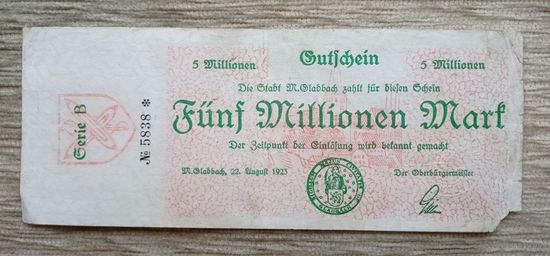 Gutschein
5 Millionen 5 Millionen
Die Stadt M.Gladbach zahlt für diesen Schein
Fünf Millionen Mark
Der Zeitpunkt der Einlösung wird bekannt gemacht
M.Gladbach, 22. August 1923 Der Oberbürgermeister
Serie B
№ 5838 *